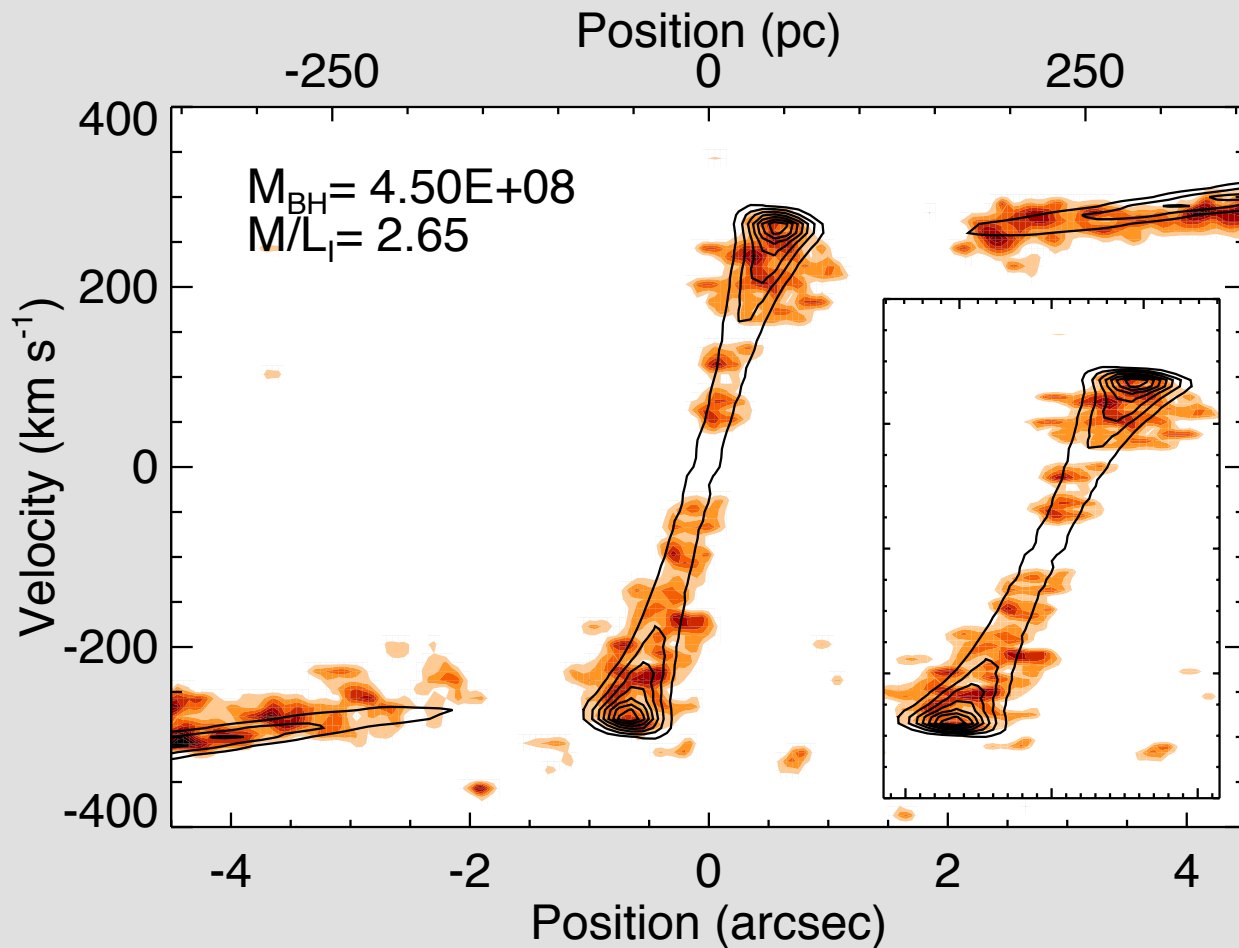 Position (pc)
-250 0 250
400
200
0
-200
-400
Velocity (km s⁻¹)
M_BH= 4.50E+08
M/L_I= 2.65
-4 -2 0 2 4
Position (arcsec)